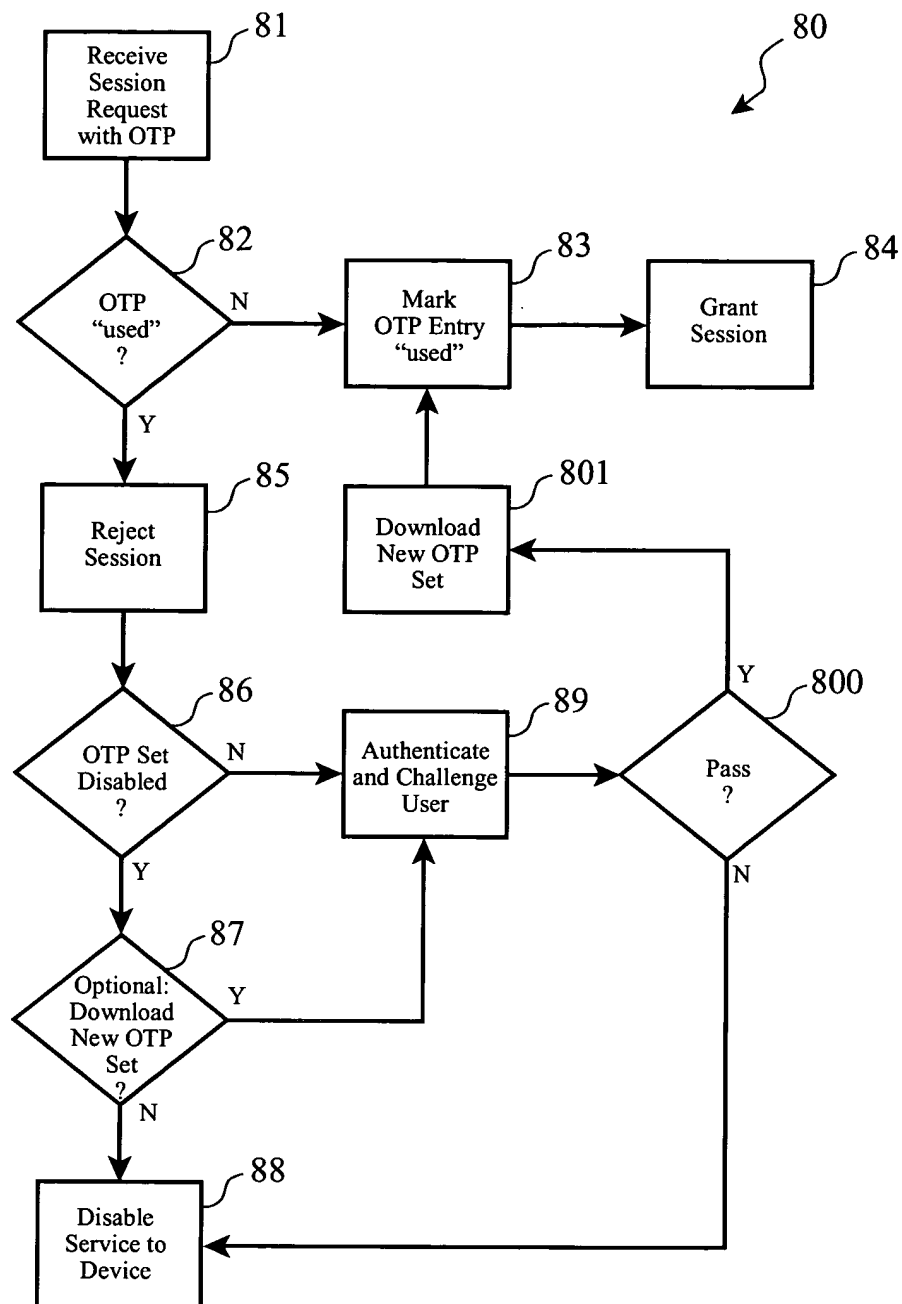 81
80
Receive
Session
Request
with OTP
82
OTP
“used”
?
N
Y
83
Mark
OTP Entry
“used”
84
Grant
Session
85
Reject
Session
801
Download
New OTP
Set
86
OTP Set
Disabled
?
N
Y
89
Authenticate
and Challenge
User
800
Pass
?
Y
N
87
Optional:
Download
New OTP
Set
?
Y
N
88
Disable
Service to
Device